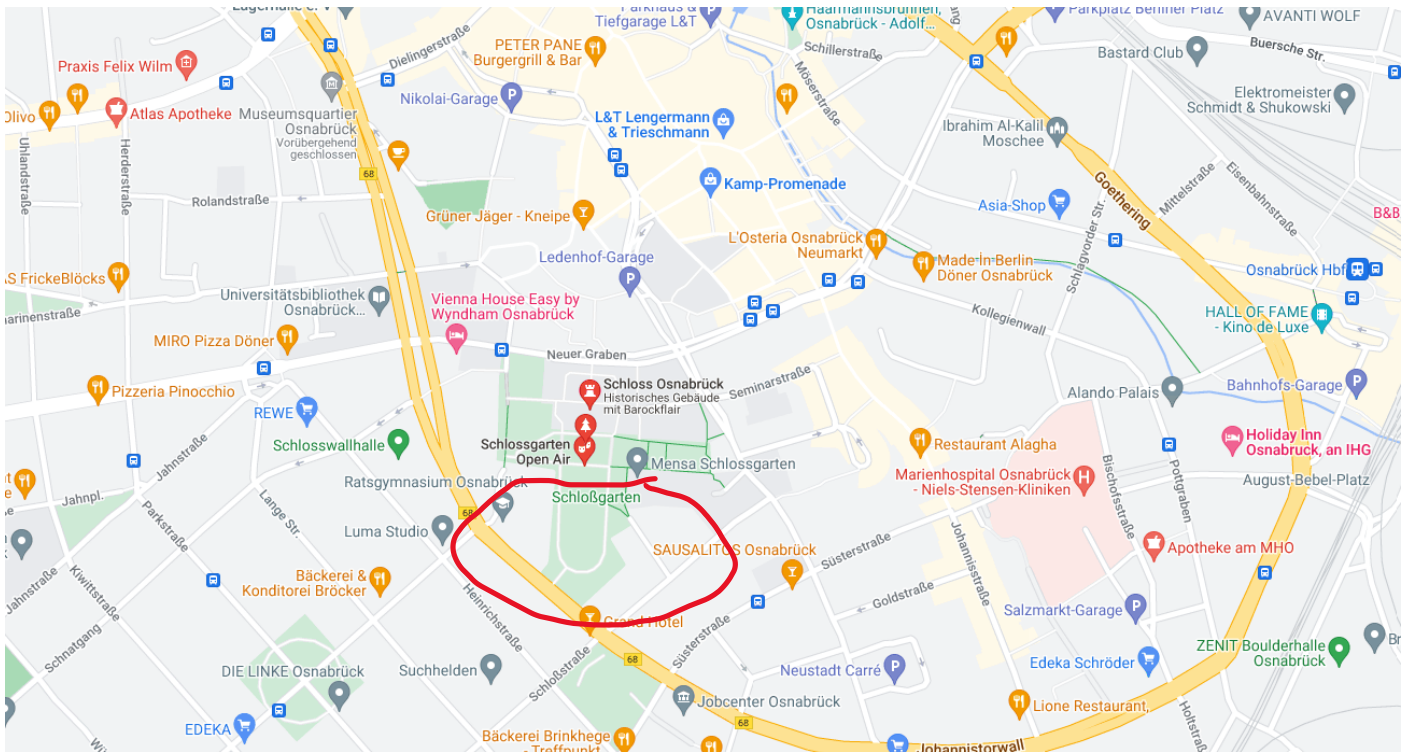 Lagerhalle e. V
Parkhaus &
Tiefgarage L&T
Haarmannsbrunnen,
Osnabrück - Adolf...
Parkplatz Berliner Platz
AVANTI WOLF
Buersche Str.
Bastard Club
Schillerstraße
PETER PANE
Burgergrill & Bar
Dielingerstraße
Praxis Felix Wilm
Möserstraße
Elektromeister
Schmidt & Shukowski
Nikolai-Garage
Olivo
Atlas Apotheke
Museumsquartier
Osnabrück
Vorübergehend
geschlossen
L&T Lengermann
& Trieschmann
Ibrahim Al-Kalil
Moschee
Uhlandstraße
Herderstraße
68
Kamp-Promenade
Goethering
Mittelstraße
Eisenbahnstraße
Rolandstraße
Asia-Shop
Schlagvorder Str.
B&B
Grüner Jäger - Kneipe
L'Osteria Osnabrück
Neumarkt
Ledenhof-Garage
Made in Berlin
Döner Osnabrück
Osnabrück Hbf
AS FrickeBlöcks
Universitätsbibliothek
Osnabrück...
Vienna House Easy by
Wyndham Osnabrück
Kollegienwall
HALL OF FAME
- Kino de Luxe
MIRO Pizza Döner
Neuer Graben
Pizzeria Pinocchio
Schloss Osnabrück
Historisches Gebäude
mit Barockflair
Seminarstraße
Alando Palais
Bahnhofs-Garage
REWE
Schlosswallhalle
Schlossgarten
Open Air
Restaurant Alagha
Holiday Inn
Osnabruck, an IHG
Mensa Schlossgarten
Jahnstraße
Marienhospital Osnabrück
- Niels-Stensen-Kliniken
Bischofsstraße
Pottgraben
August-Bebel-Platz
Ratsgymnasium Osnabrück
Schloßgarten
Jahnpl.
Lange Str.
Parkstraße
68
Luma Studio
SAUSALITOS Osnabrück
Süsterstraße
Johannisstraße
Apotheke am MHO
Bäckerei &
Konditorei Bröcker
Jahnstraße
Kiwittstraße
Heinrichstraße
Goldstraße
Salzmarkt-Garage
Grand Hotel
Schnatgang
Süsterstraße
DIE LINKE Osnabrück
Suchhelden
Schloßstraße
68
Neustadt Carré
Edeka Schröder
ZENIT Boulderhalle
Osnabrück
Jobcenter Osnabrück
Lione Restaurant,
Holtstraße
EDEKA
68
Bäckerei Brinkhege
- Treffpunkt
Johannistorwall